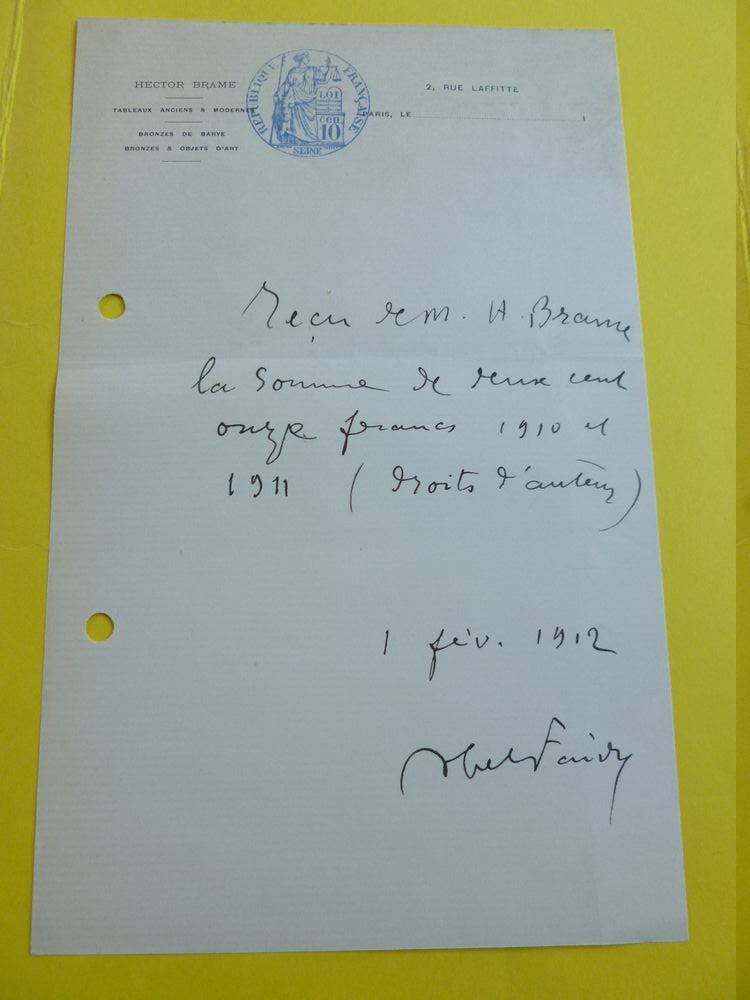 HECTOR BRAME
TABLEAUX ANCIENS & MODERNES
BRONZES DE BARYE
BRONZES & OBJETS D'ART
RÉPUBLIQUE FRANÇAISE
LOI
cen.
10
SEINE
2, RUE LAFFITTE
PARIS, LE
Reçu de M. H. Brame
la somme de deux cent
onze francs 1910 et
1911 (droits d'auteur)
1 fév. 1912
Abel Faivre